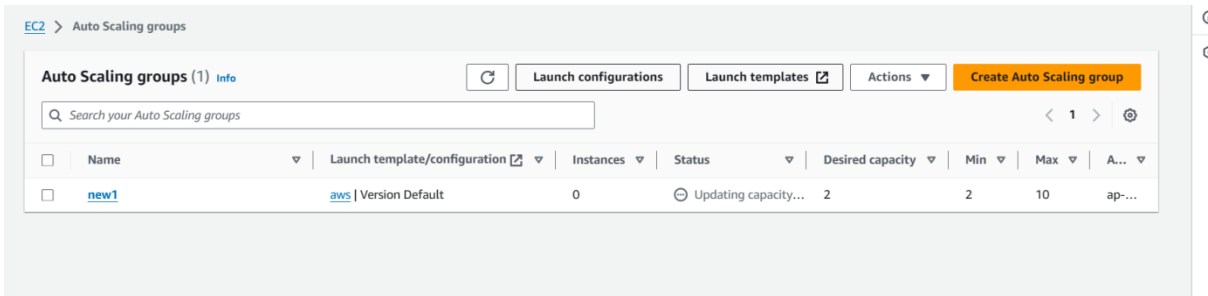 EC2 > Auto Scaling groups
Auto Scaling groups (1) Info Launch configurations Launch templates Actions Create Auto Scaling group
Search your Auto Scaling groups < 1 >
Name Launch template/configuration Instances Status Desired capacity Min Max A...
new1 aws | Version Default 0 Updating capacity... 2 2 10 ap-...